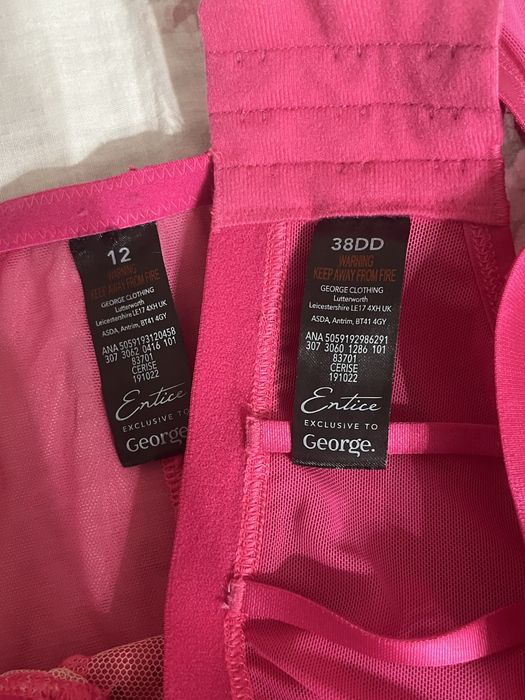 12
WARNING
KEEP AWAY FROM FIRE
GEORGE CLOTHING
Lutterworth
Leicestershire LE17 4XH UK
ASDA, Antrim, BT41 4GY
ANA 5059193120458
307 3062 0416 101
83701
CERISE
191022
Entice
EXCLUSIVE TO
George.
38DD
WARNING
KEEP AWAY FROM FIRE
GEORGE CLOTHING
Lutterworth
Leicestershire LE17 4XH UK
ASDA, Antrim, BT41 4GY
ANA 5059192986291
307 3060 1286 101
83701
CERISE
191022
Entice
EXCLUSIVE TO
George.